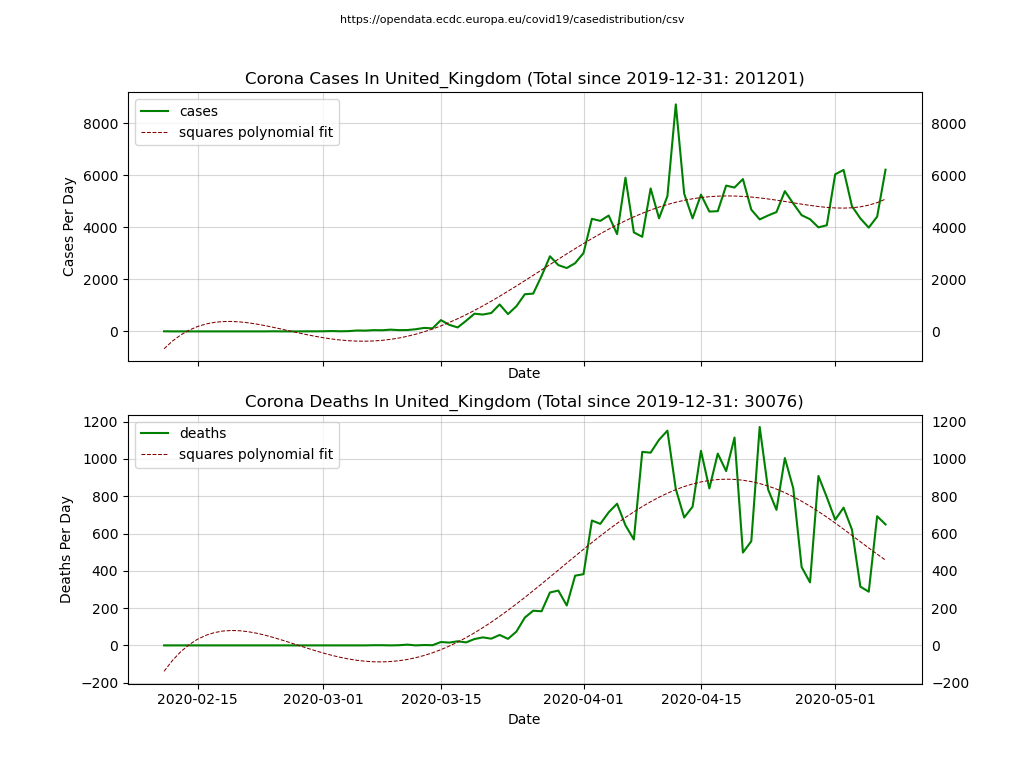 https://opendata.ecdc.europa.eu/covid19/casedistribution/csv
Corona Cases In United_Kingdom (Total since 2019-12-31: 201201)
cases
squares polynomial fit
8000 8000
6000 6000
4000 4000
2000 2000
0 0
Cases Per Day
Date
Corona Deaths In United_Kingdom (Total since 2019-12-31: 30076)
deaths
squares polynomial fit
1200 1200
1000 1000
800 800
600 600
400 400
200 200
0 0
−200 −200
Deaths Per Day
2020-02-15 2020-03-01 2020-03-15 2020-04-01 2020-04-15 2020-05-01
Date